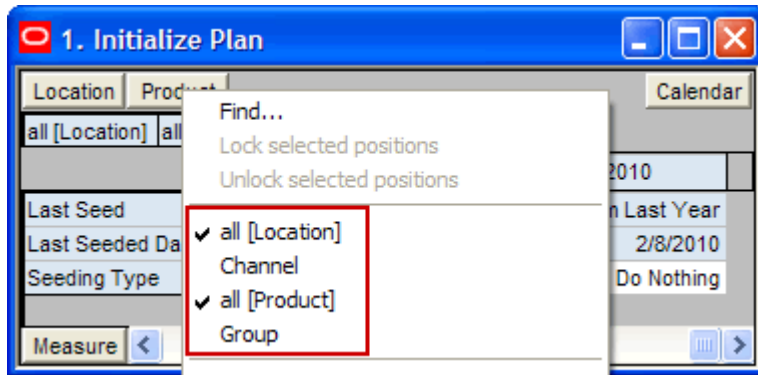 1. Initialize Plan
Location Calendar
Find...
all [Location]
Lock selected positions
Unlock selected positions
2010
Last Seed Last Year
Last Seeded 2/8/2010
Seeding Type Do Nothing
all [Location]
Channel
all [Product]
Group
Measure